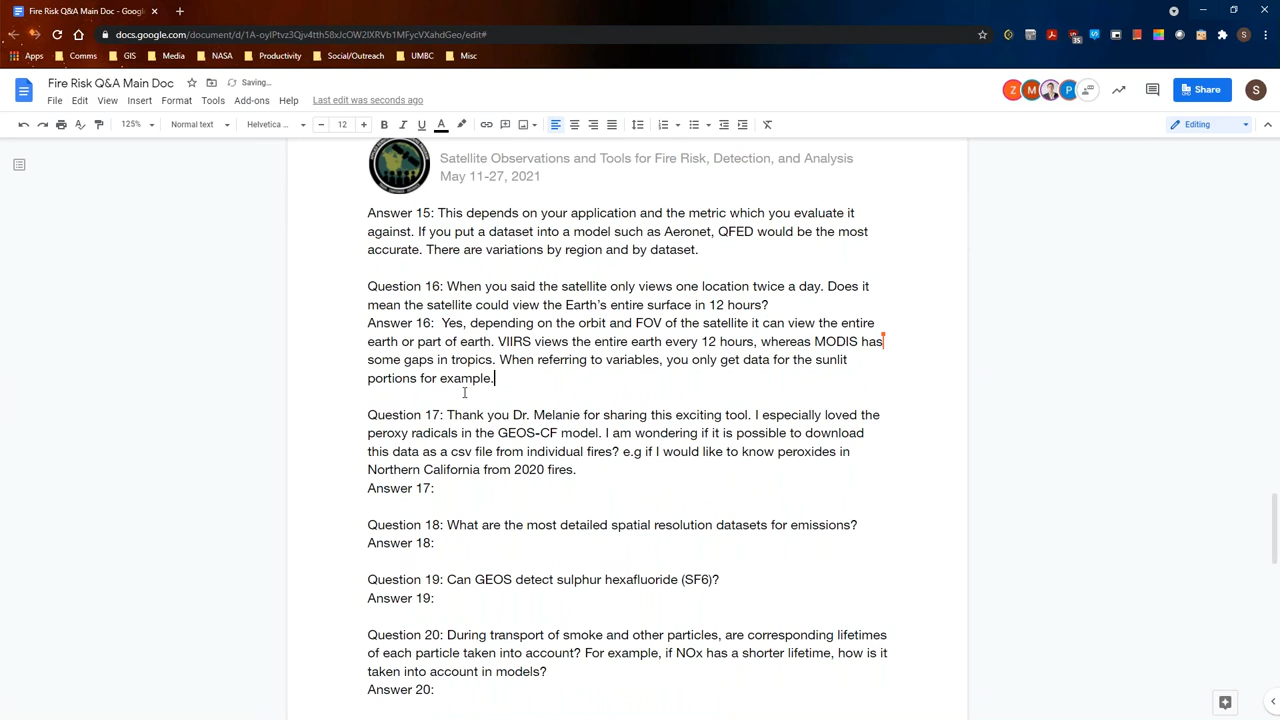 Fire Risk Q&A Main Doc - Googl
docs.google.com/document/d/1A-oyIPtvz3Qjv4tth58xJcOW2IXRVb1MFycVXahdGeo/edit#
Apps Comms GIS Media NASA Productivity Social/Outreach UMBC Misc
Fire Risk Q&A Main Doc Saving...
File Edit View Insert Format Tools Add-ons Help Last edit was seconds ago
Z M P Share S
125% Normal text Helvetica ... 12 B I U A Editing
Satellite Observations and Tools for Fire Risk, Detection, and Analysis
May 11-27, 2021
Answer 15: This depends on your application and the metric which you evaluate it
against. If you put a dataset into a model such as Aeronet, QFED would be the most
accurate. There are variations by region and by dataset.
Question 16: When you said the satellite only views one location twice a day. Does it
mean the satellite could view the Earth's entire surface in 12 hours?
Answer 16:  Yes, depending on the orbit and FOV of the satellite it can view the entire
earth or part of earth. VIIRS views the entire earth every 12 hours, whereas MODIS has
some gaps in tropics. When referring to variables, you only get data for the sunlit
portions for example.
Question 17: Thank you Dr. Melanie for sharing this exciting tool. I especially loved the
peroxy radicals in the GEOS-CF model. I am wondering if it is possible to download
this data as a csv file from individual fires? e.g if I would like to know peroxides in
Northern California from 2020 fires.
Answer 17:
Question 18: What are the most detailed spatial resolution datasets for emissions?
Answer 18:
Question 19: Can GEOS detect sulphur hexafluoride (SF6)?
Answer 19:
Question 20: During transport of smoke and other particles, are corresponding lifetimes
of each particle taken into account? For example, if NOx has a shorter lifetime, how is it
taken into account in models?
Answer 20: